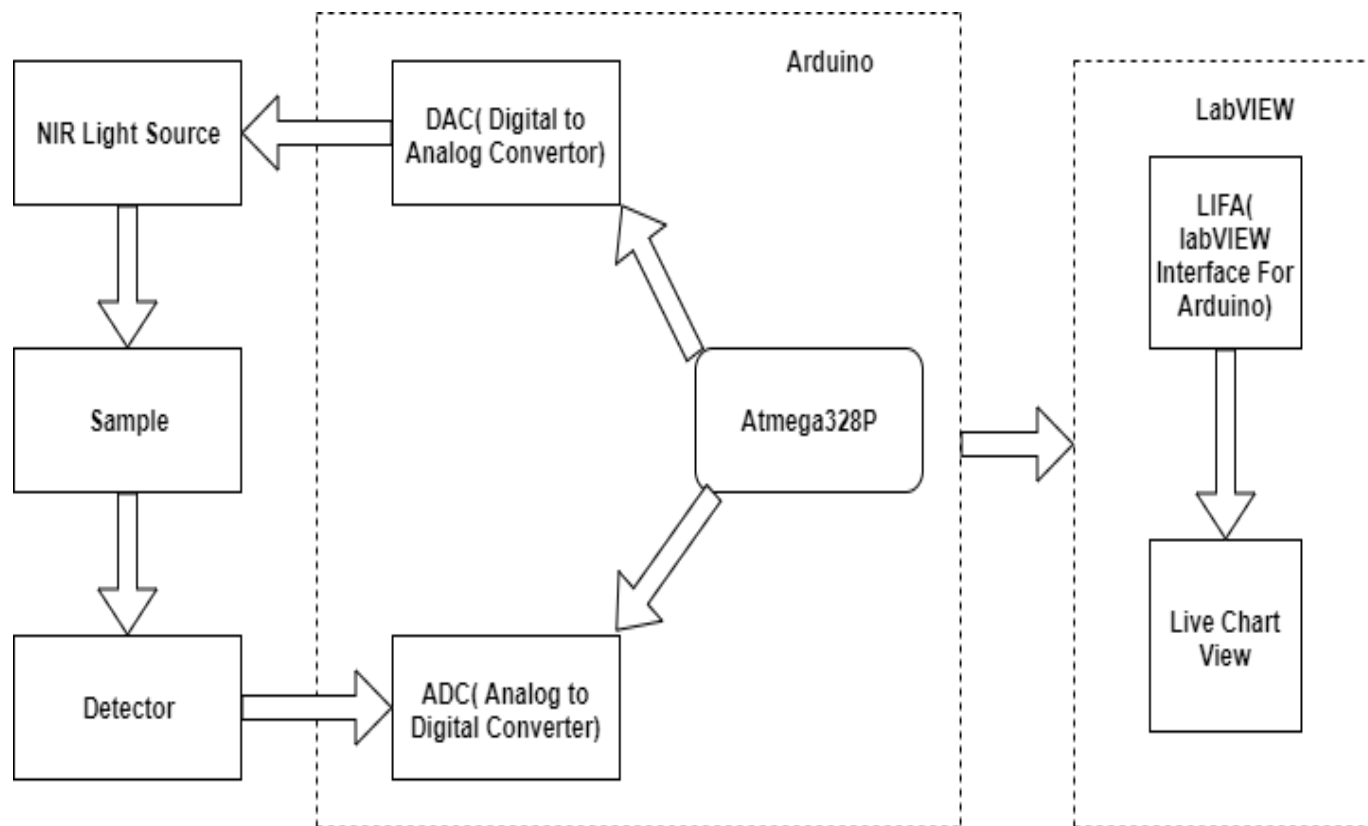 Arduino
LabVIEW
NIR Light Source
DAC( Digital to
Analog Convertor)
LIFA(
labVIEW
Interface For
Arduino)
Sample
Atmega328P
Detector
ADC( Analog to
Digital Converter)
Live Chart
View